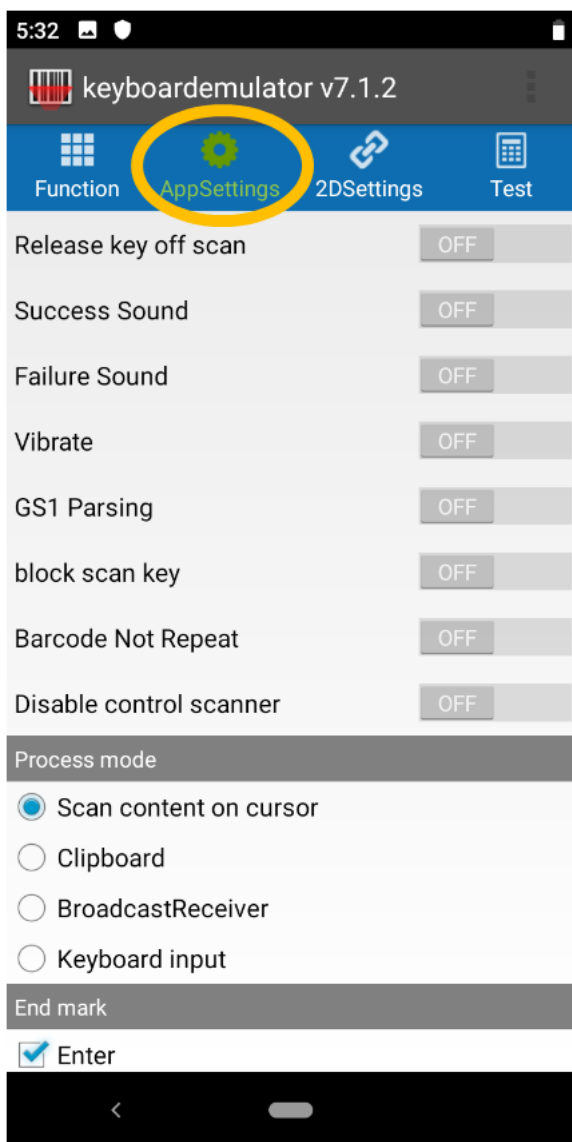 5:32
keyboardemulator v7.1.2
Function AppSettings 2DSettings Test
Release key off scan OFF
Success Sound OFF
Failure Sound OFF
Vibrate OFF
GS1 Parsing OFF
block scan key OFF
Barcode Not Repeat OFF
Disable control scanner OFF
Process mode
Scan content on cursor
Clipboard
BroadcastReceiver
Keyboard input
End mark
Enter